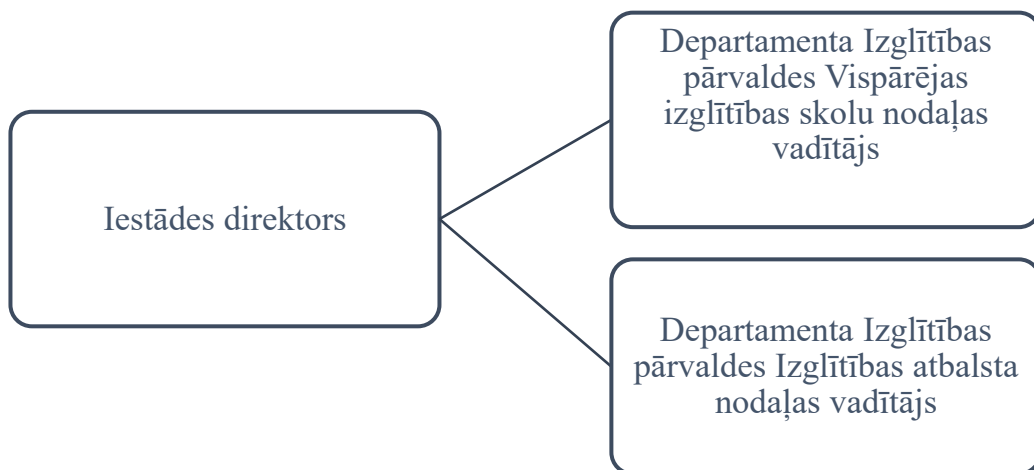 Iestādes direktors
Departamenta Izglītības
pārvaldes Vispārējas
izglītības skolu nodaļas
vadītājs
Departamenta Izglītības
pārvaldes Izglītības atbalsta
nodaļas vadītājs